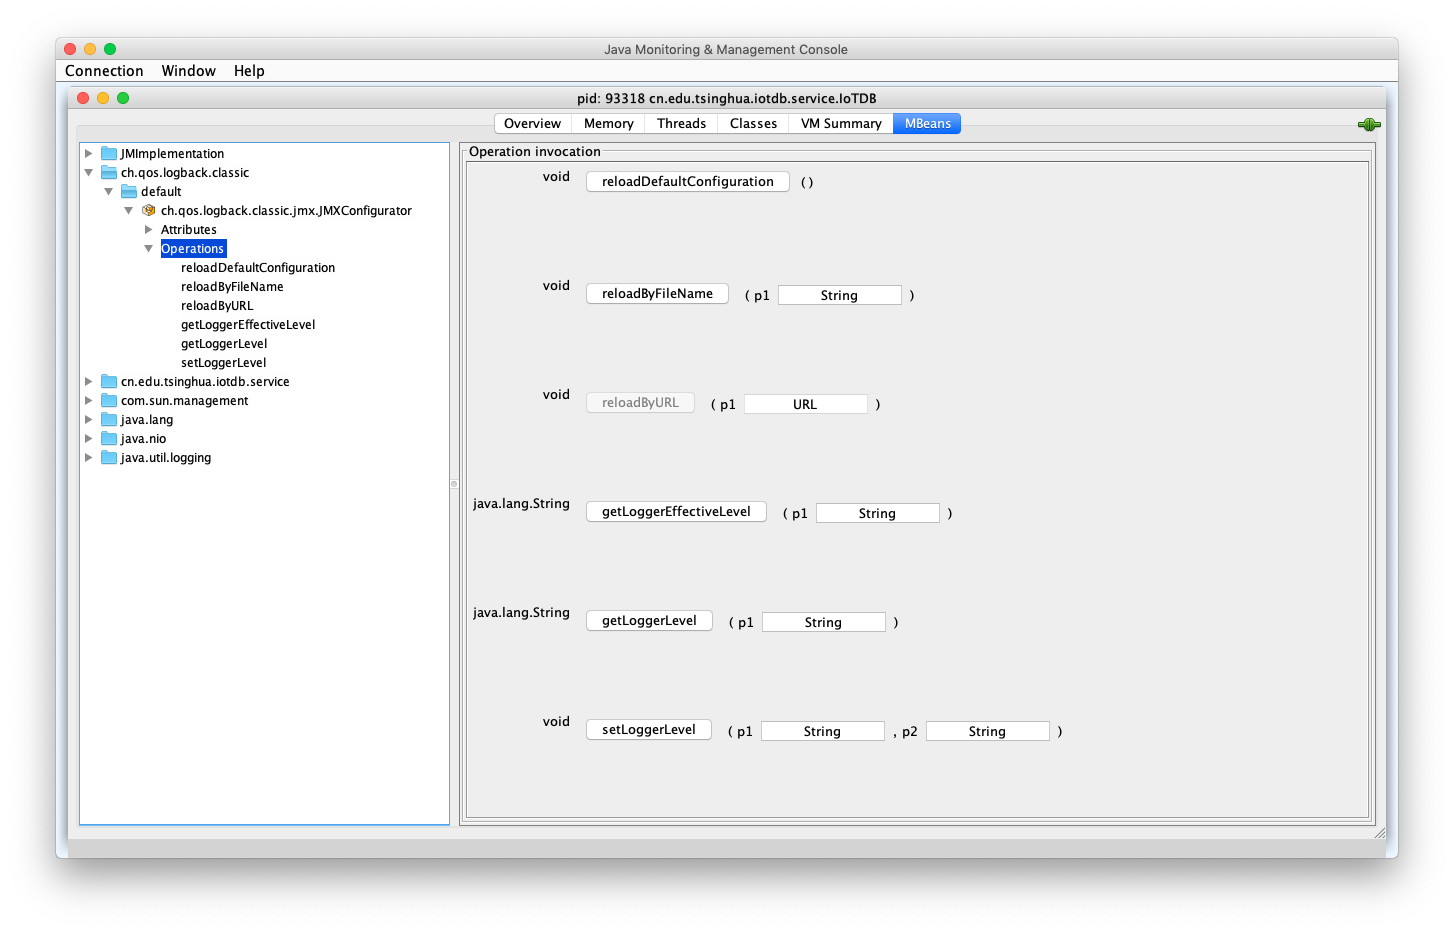 Java Monitoring & Management Console
Connection Window Help
pid: 93318 cn.edu.tsinghua.iotdb.service.IoTDB
Overview Memory Threads Classes VM Summary MBeans
JMImplementation
ch.qos.logback.classic
default
ch.qos.logback.classic.jmx.JMXConfigurator
Attributes
Operations
reloadDefaultConfiguration
reloadByFileName
reloadByURL
getLoggerEffectiveLevel
getLoggerLevel
setLoggerLevel
cn.edu.tsinghua.iotdb.service
com.sun.management
java.lang
java.nio
java.util.logging
Operation invocation
void reloadDefaultConfiguration ( )
void reloadByFileName ( p1 String )
void reloadByURL ( p1 URL )
java.lang.String getLoggerEffectiveLevel ( p1 String )
java.lang.String getLoggerLevel ( p1 String )
void setLoggerLevel ( p1 String , p2 String )